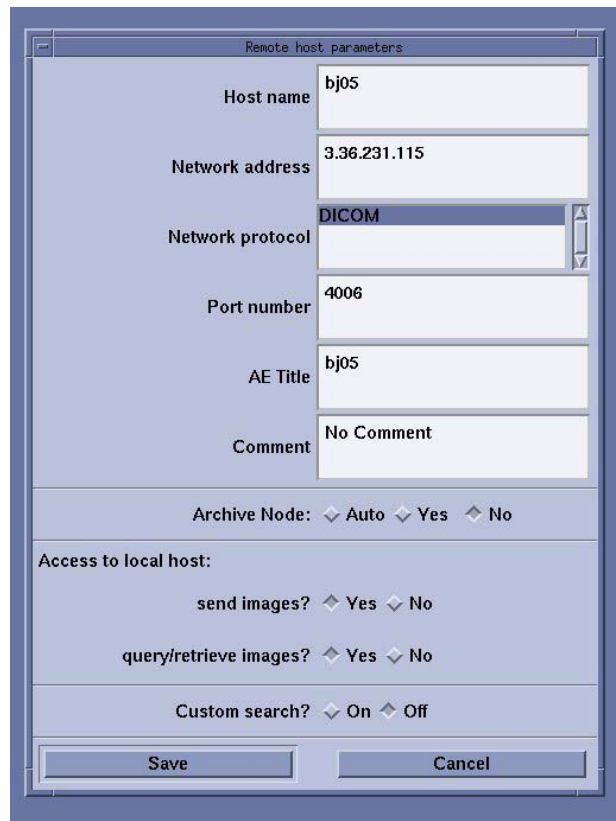 Remote host parameters
Host name bj05
Network address 3.36.231.115
Network protocol DICOM
Port number 4006
AE Title bj05
Comment No Comment
Archive Node: Auto Yes No
Access to local host:
send images? Yes No
query/retrieve images? Yes No
Custom search? On Off
Save Cancel